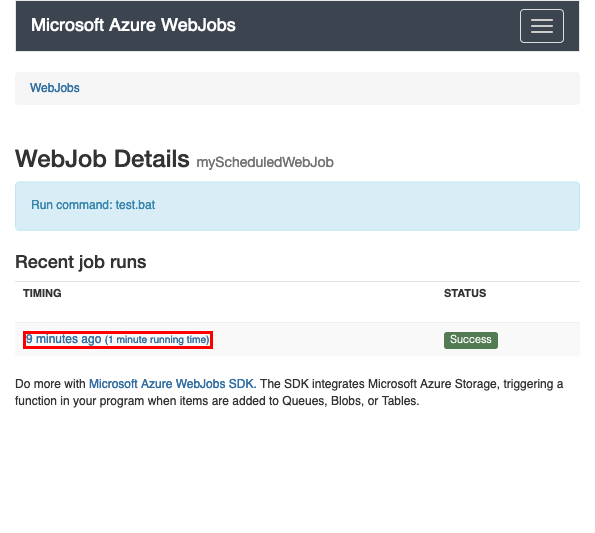 Microsoft Azure WebJobs
WebJobs
WebJob Details myScheduledWebJob
Run command: test.bat
Recent job runs
TIMING STATUS
9 minutes ago (1 minute running time) Success
Do more with Microsoft Azure WebJobs SDK. The SDK integrates Microsoft Azure Storage, triggering a
function in your program when items are added to Queues, Blobs, or Tables.